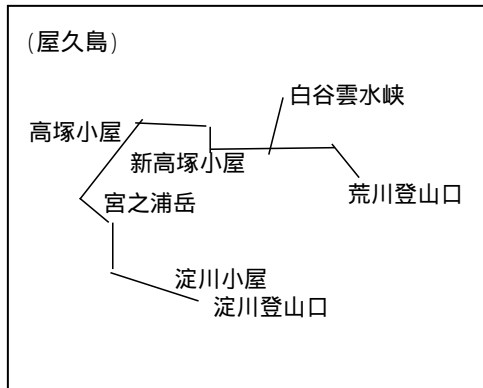 (屋久島)
白谷雲水峡
高塚小屋
新高塚小屋
荒川登山口
宮之浦岳
淀川小屋
淀川登山口